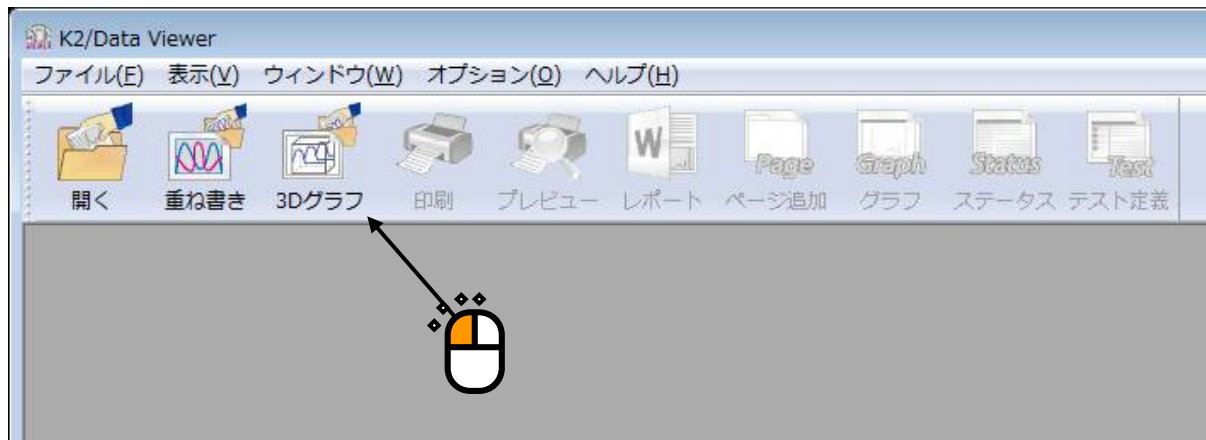 K2/Data Viewer
ファイル(F) 表示(V) ウィンドウ(W) オプション(O) ヘルプ(H)
W Page Graph Status Test
開く 重ね書き 3Dグラフ 印刷 プレビュー レポート ページ追加 グラフ ステータス テスト定義